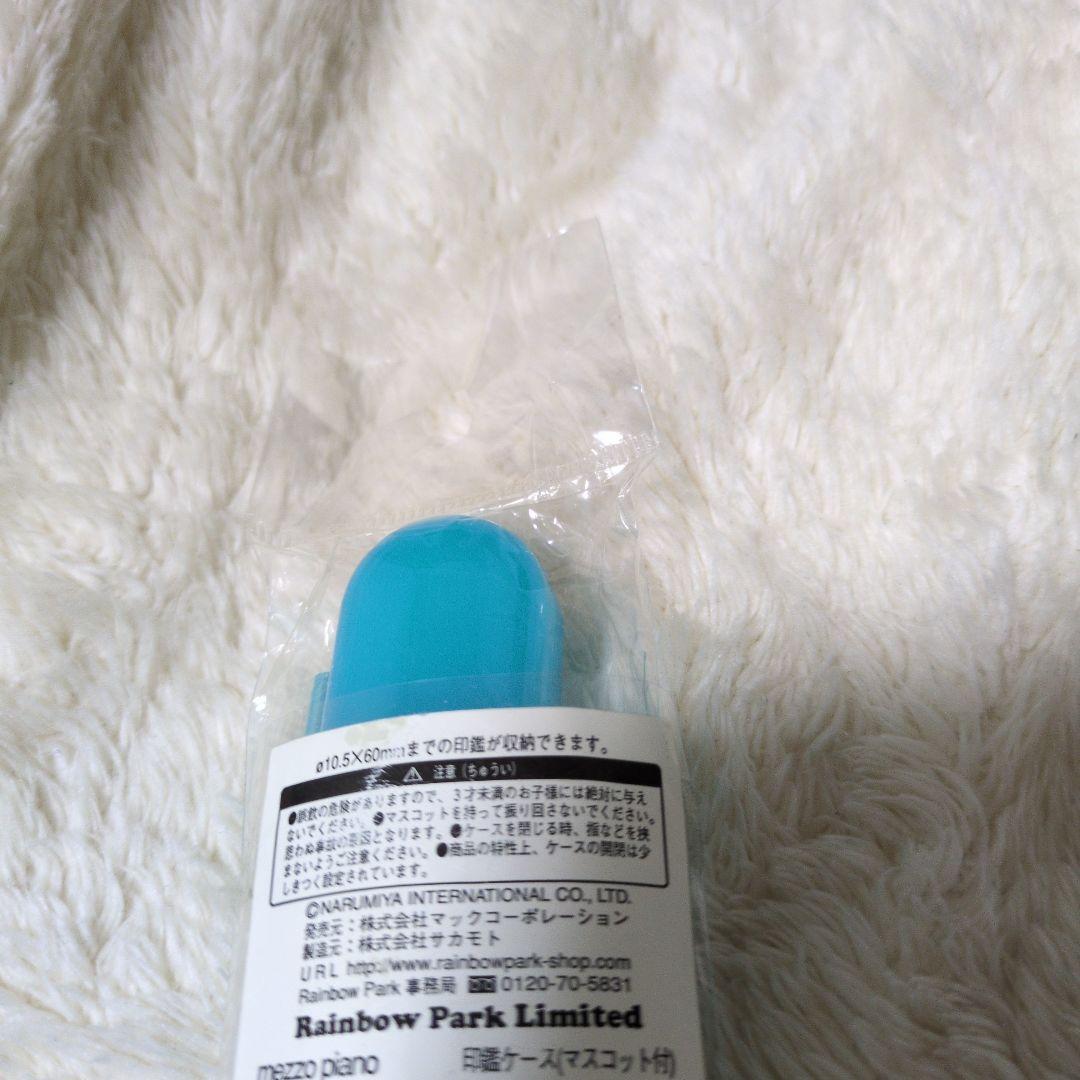 ø10.5×60mmまでの印鑑が収納できます。
⚠ 注意（ちゅうい）
●誤飲の危険がありますので、3才未満のお子様には絶対に与え
ないでください。●マスコットを持って振り回さないでください。
思わぬ事故の原因となります。●ケースを閉じる時、指などを挟
まないようご注意ください。●商品の特性上、ケースの開閉は少
しきつく設定されています。
©NARUMIYA INTERNATIONAL CO., LTD.
発売元：株式会社マックコーポレーション
製造元：株式会社サカモト
URL http://www.rainbowpark-shop.com
Rainbow Park 事務局 0120-70-5831
Rainbow Park Limited
mezzo piano 印鑑ケース(マスコット付)